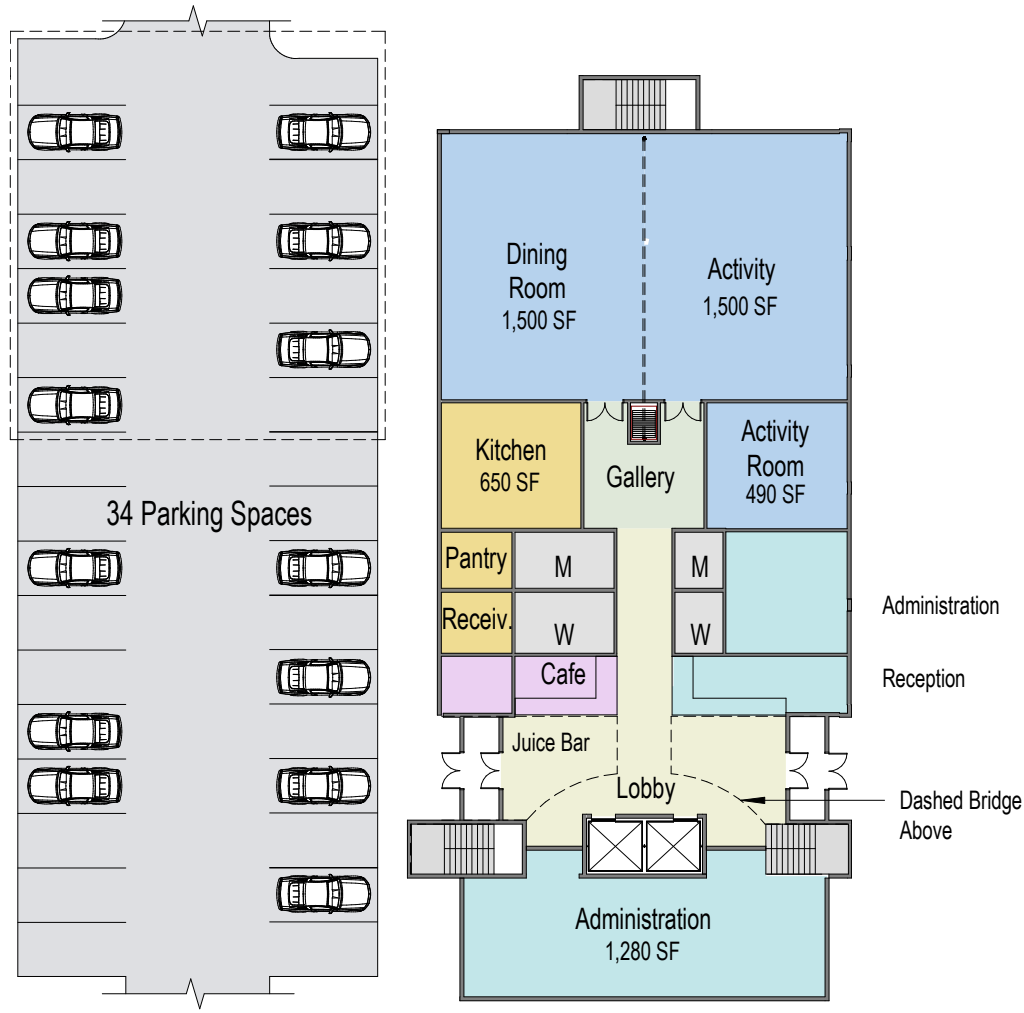 Dining
Room
1,500 SF
Activity
1,500 SF
Kitchen
650 SF
Gallery
Activity
Room
490 SF
34 Parking Spaces
Pantry
M
M
Administration
Receiv.
W
W
Cafe
Reception
Juice Bar
Lobby
Dashed Bridge
Above
Administration
1,280 SF